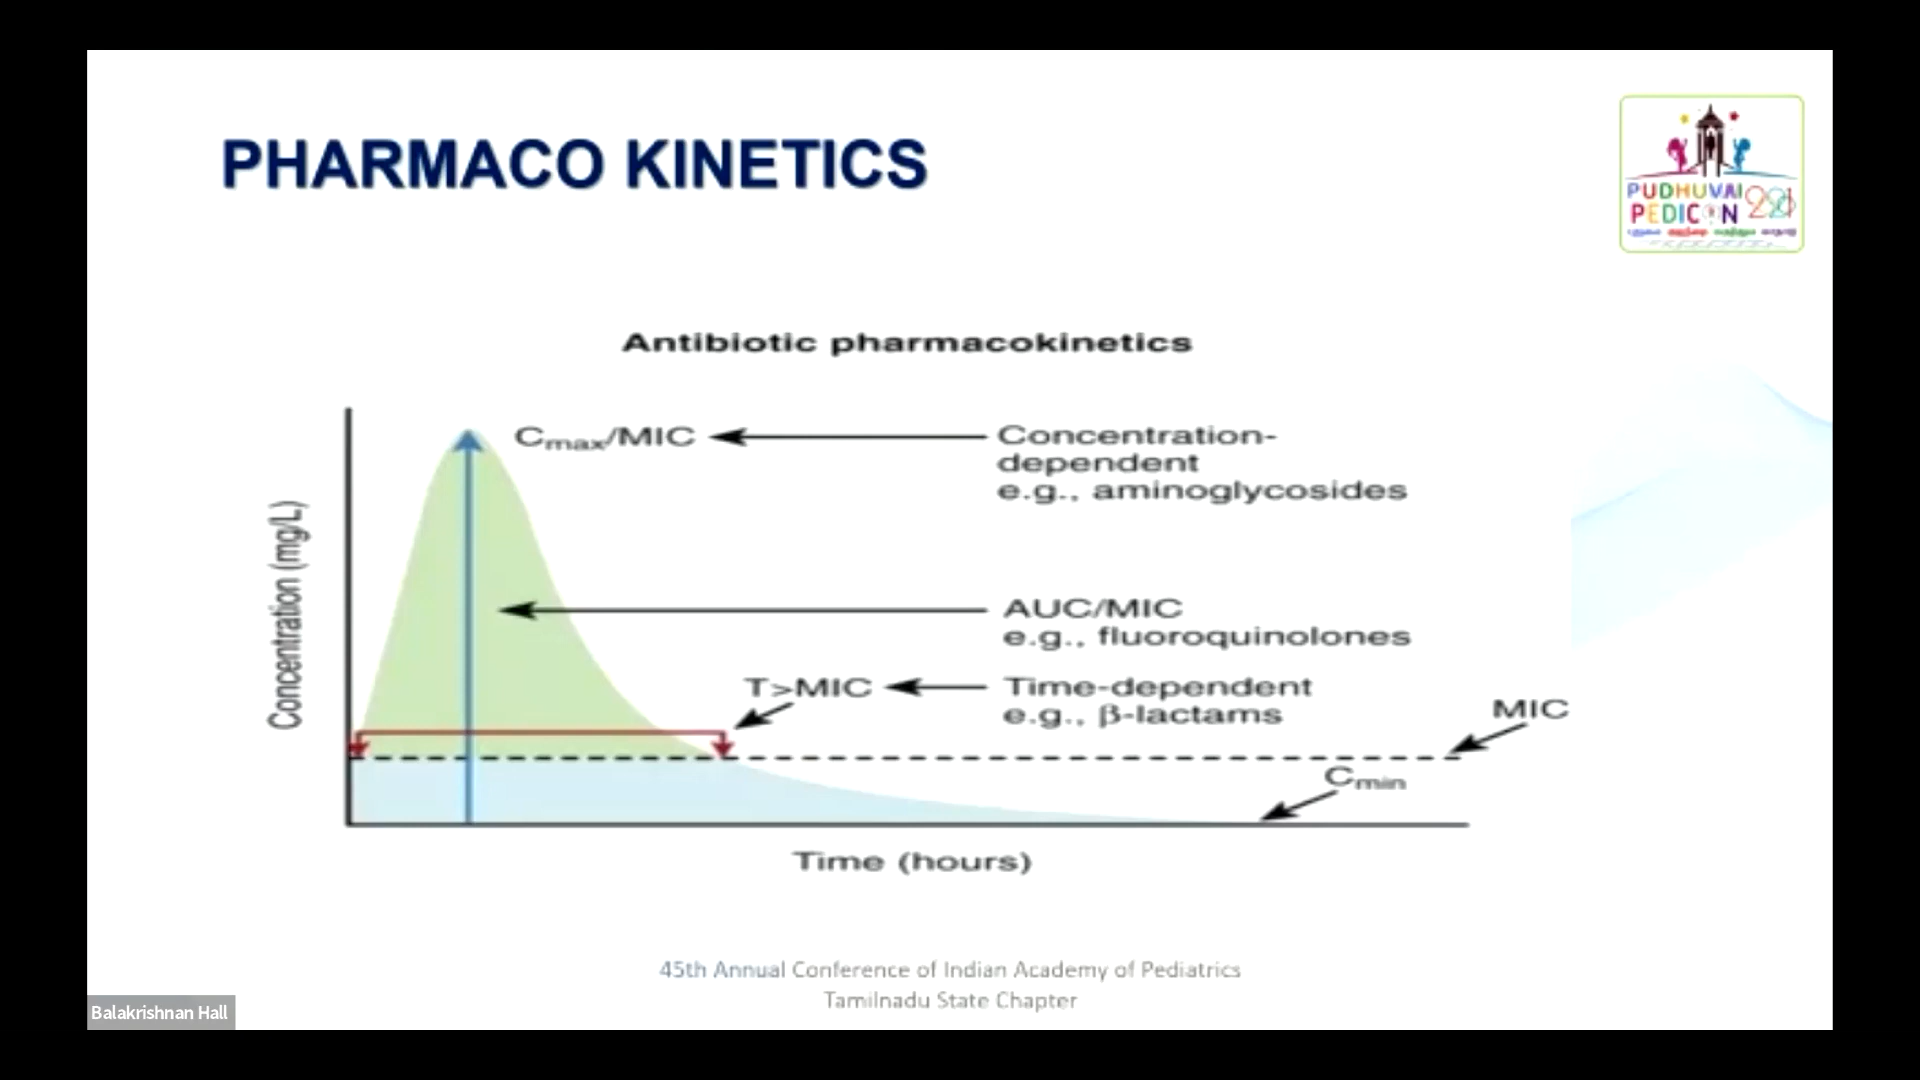 PHARMACO KINETICS
PUDHUVAI
PEDICON
Antibiotic pharmacokinetics
Cmax/MIC
Concentration-
dependent
e.g., aminoglycosides
Concentration (mg/L)
AUC/MIC
e.g., fluoroquinolones
T>MIC
Time-dependent
e.g., β-lactams
MIC
Cmin
Time (hours)
45th Annual Conference of Indian Academy of Pediatrics
Tamilnadu State Chapter
Balakrishnan Hall